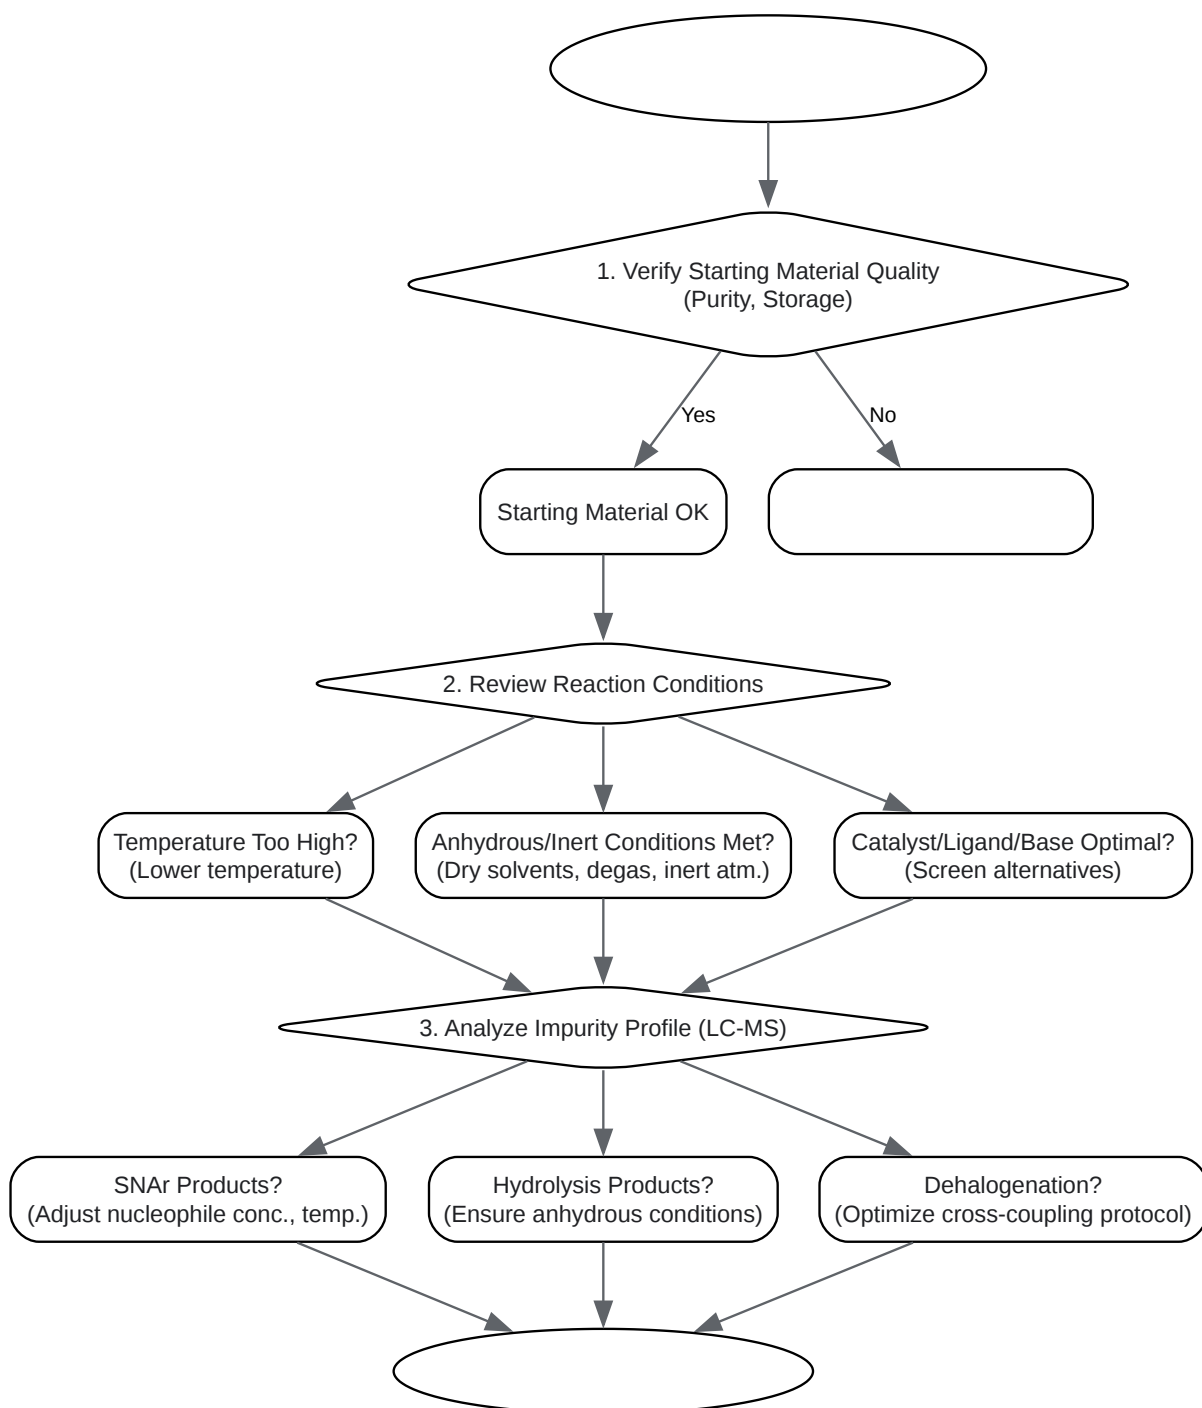 1. Verify Starting Material Quality
(Purity, Storage)
Yes
No
Starting Material OK
2. Review Reaction Conditions
Temperature Too High?
(Lower temperature)
Anhydrous/Inert Conditions Met?
(Dry solvents, degas, inert atm.)
Catalyst/Ligand/Base Optimal?
(Screen alternatives)
3. Analyze Impurity Profile (LC-MS)
SNAr Products?
(Adjust nucleophile conc., temp.)
Hydrolysis Products?
(Ensure anhydrous conditions)
Dehalogenation?
(Optimize cross-coupling protocol)